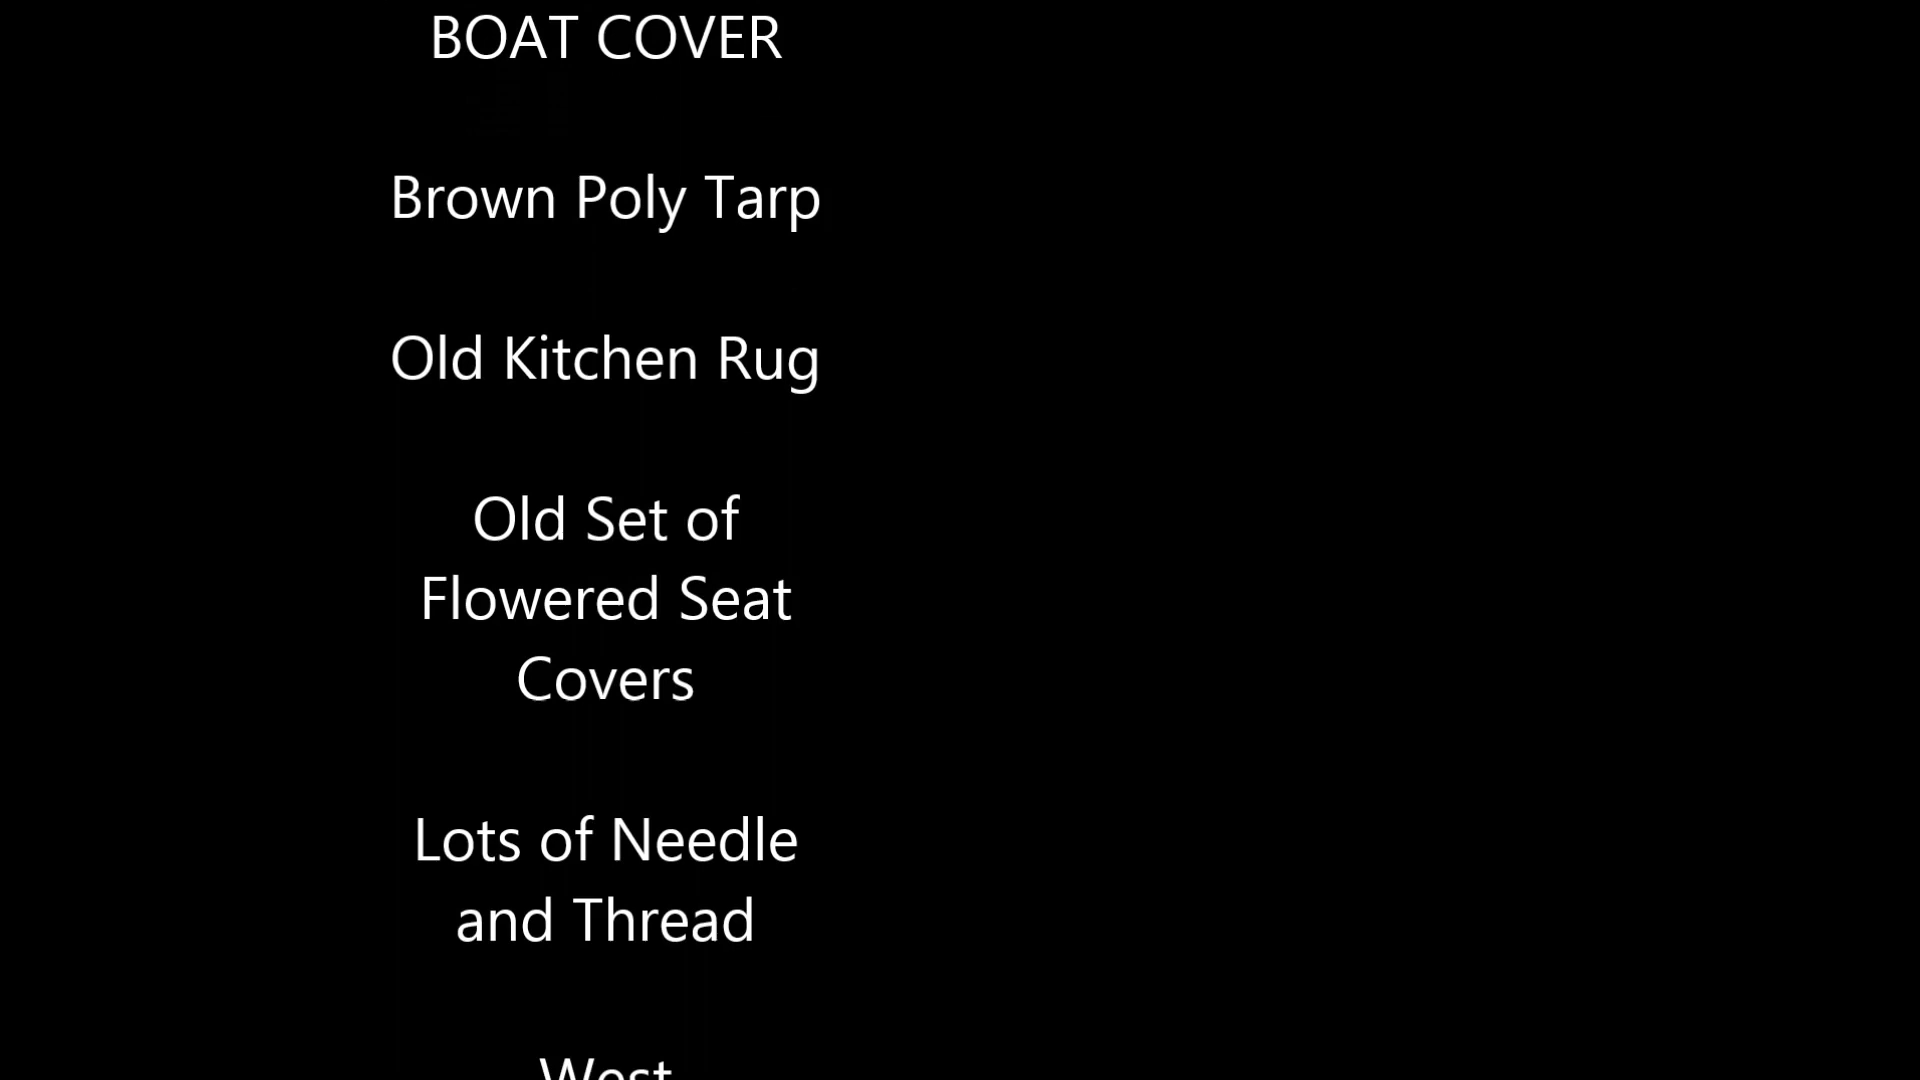 BOAT COVER
Brown Poly Tarp
Old Kitchen Rug
Old Set of
Flowered Seat
Covers
Lots of Needle
and Thread
West